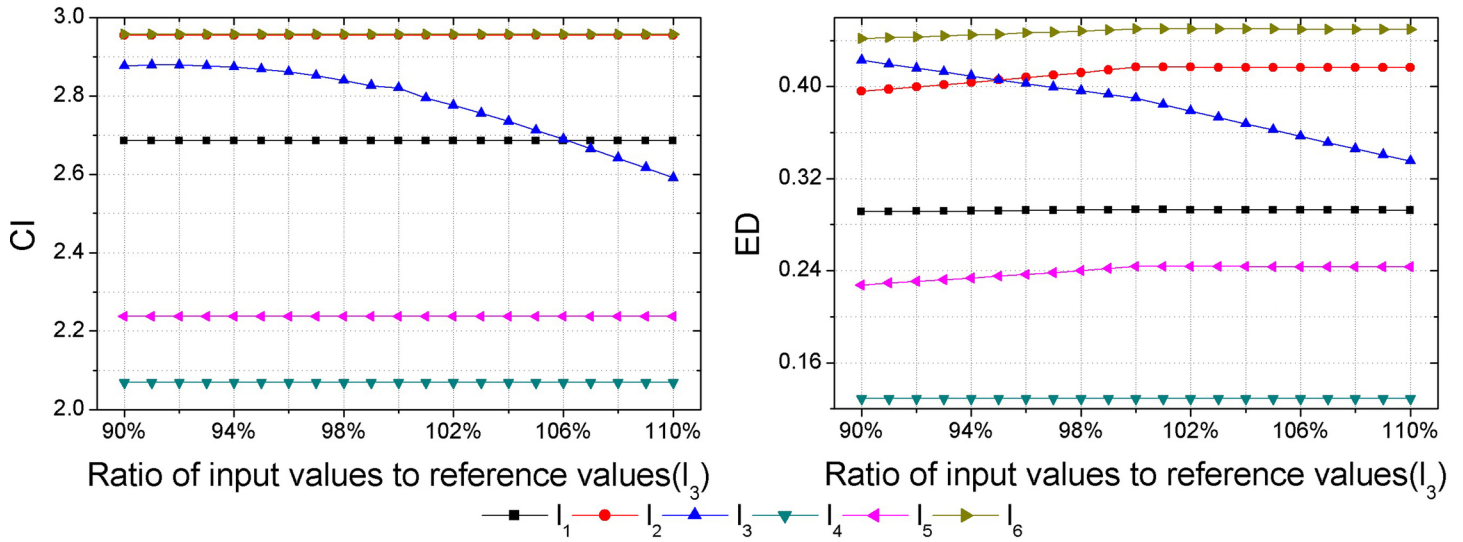 3.0
2.8
2.6
2.4
2.2
2.0
CI
90% 94% 98% 102% 106% 110%
Ratio of input values to reference values(I3)
0.40
0.32
0.24
0.16
ED
90% 94% 98% 102% 106% 110%
Ratio of input values to reference values(I3)
I1 I2 I3 I4 I5 I6